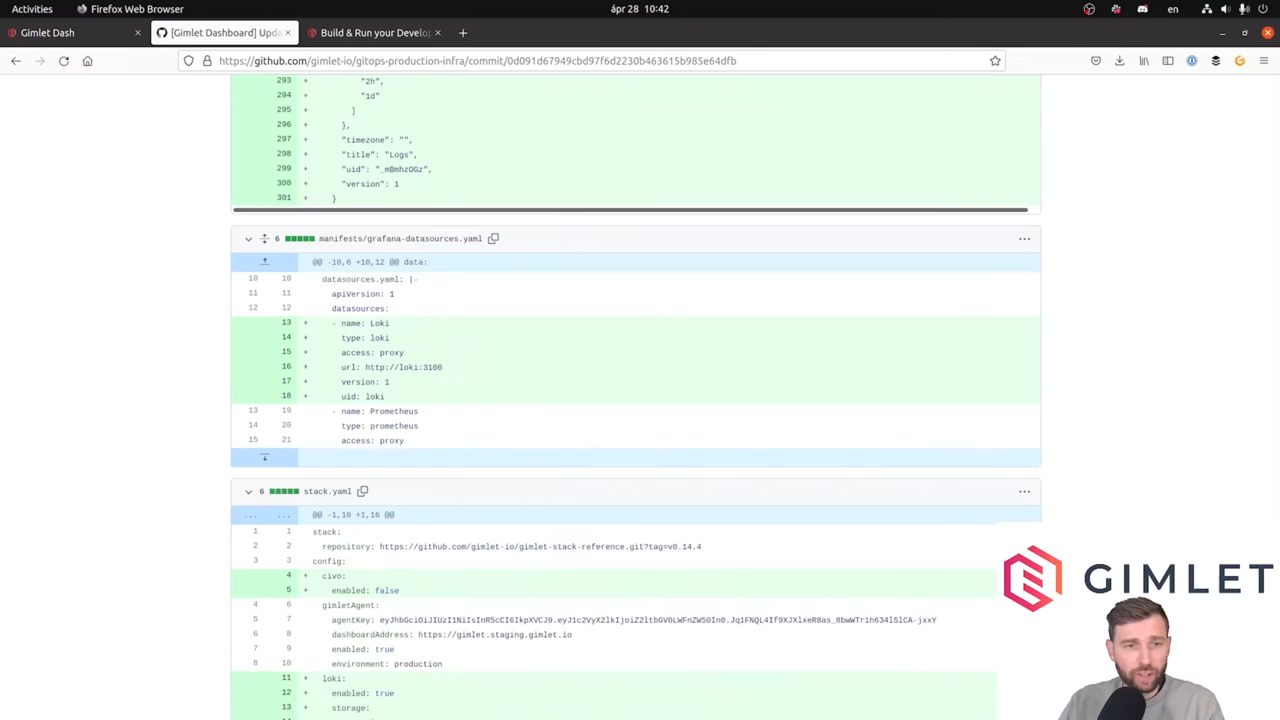 Activities Firefox Web Browser ápr 28 10:42 en
Gimlet Dash × [Gimlet Dashboard] Upda × Build & Run your Develop × +
https://github.com/gimlet-io/gitops-production-infra/commit/0d091d67949cbd97f6d2230b463615b985e64dfb
293 + "2h",
294 + "1d"
295 + ]
296 + },
297 + "timezone": "",
298 + "title": "Logs",
299 + "uid": "_mBmhzOGz",
300 + "version": 1
301 + }
6 manifests/grafana-datasources.yaml
@@ -10,6 +10,12 @@ data:
10 10 datasources.yaml: |-
11 11 apiVersion: 1
12 12 datasources:
13 + - name: Loki
14 + type: loki
15 + access: proxy
16 + url: http://loki:3100
17 + version: 1
18 + uid: loki
13 19 - name: Prometheus
14 20 type: prometheus
15 21 access: proxy
6 stack.yaml
... ... @@ -1,10 +1,16 @@
1 1 stack:
2 2 repository: https://github.com/gimlet-io/gimlet-stack-reference.git?tag=v0.14.4
3 3 config:
4 + civo:
5 + enabled: false
4 6 gimletAgent:
5 7 agentKey:
6 8 dashboardAddress: https://gimlet.staging.gimlet.io
7 9 enabled: true
8 10 environment: production
11 + loki:
12 + enabled: true
storage:
GIMLET